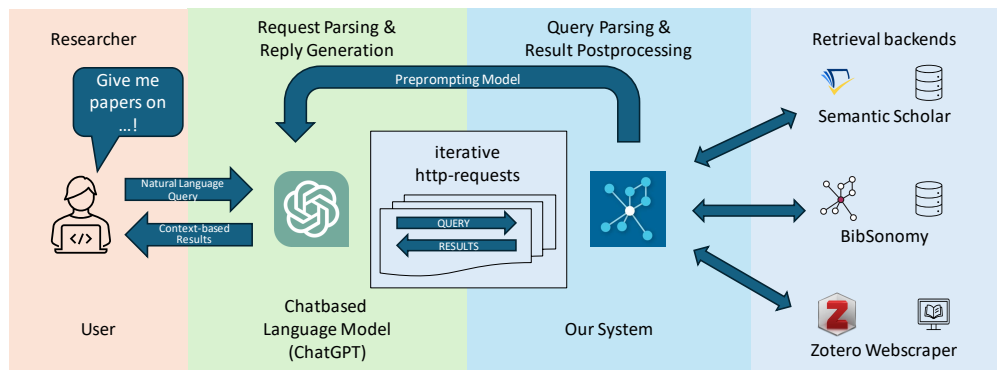 Researcher
Give me
papers on
...!
Natural Language
Query
Context-based
Results
</>
User
Request Parsing &
Reply Generation
Preprompting Model
Chatbased
Language Model
(ChatGPT)
iterative
http-requests
QUERY
RESULTS
Query Parsing &
Result Postprocessing
Our System
Retrieval backends
Semantic Scholar
BibSonomy
Z
Zotero Webscraper